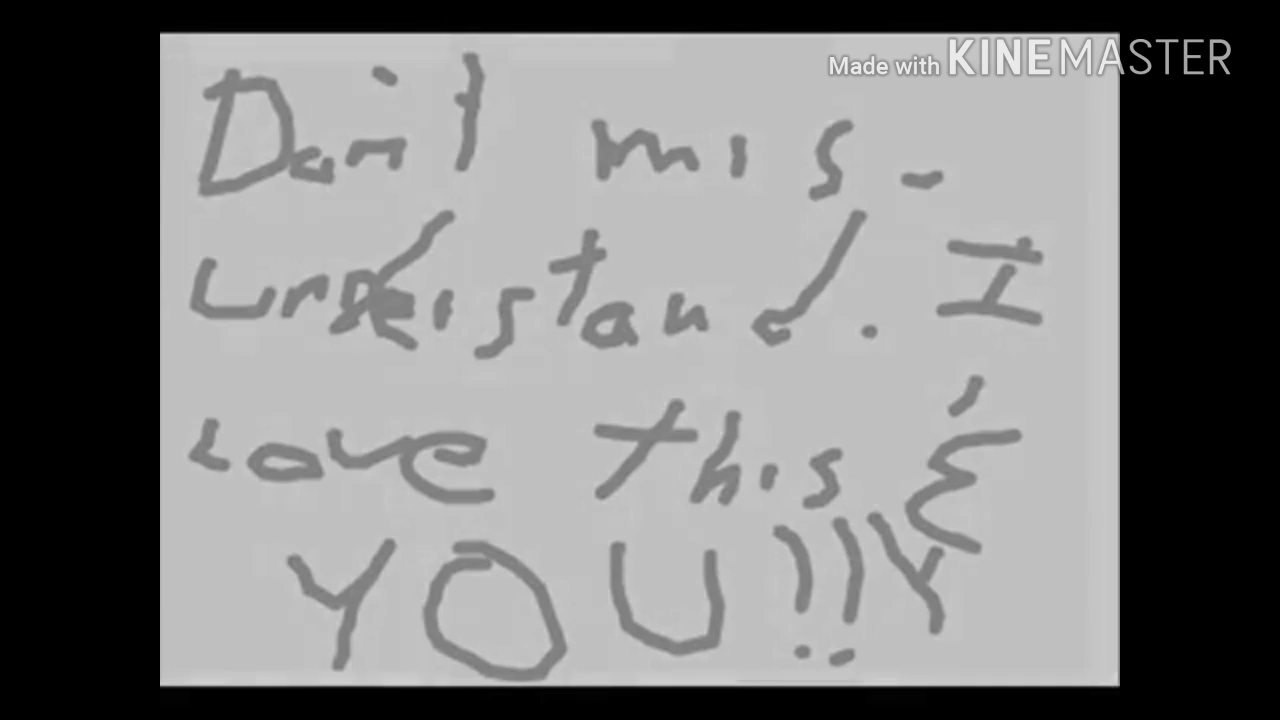 Made with KINEMASTER
Don't mis-
understand. I
Love this &
YOU!!